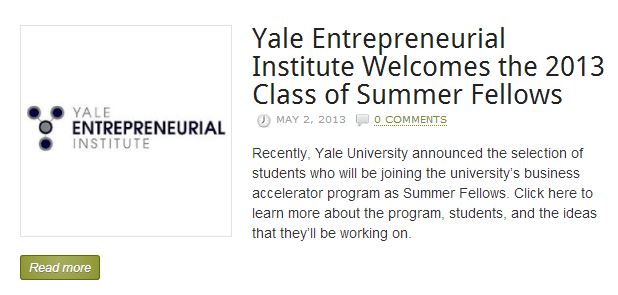 YALE
ENTREPRENEURIAL
INSTITUTE
Yale Entrepreneurial
Institute Welcomes the 2013
Class of Summer Fellows
MAY 2, 2013 0 COMMENTS
Recently, Yale University announced the selection of
students who will be joining the university's business
accelerator program as Summer Fellows. Click here to
learn more about the program, students, and the ideas
that they'll be working on.
Read more